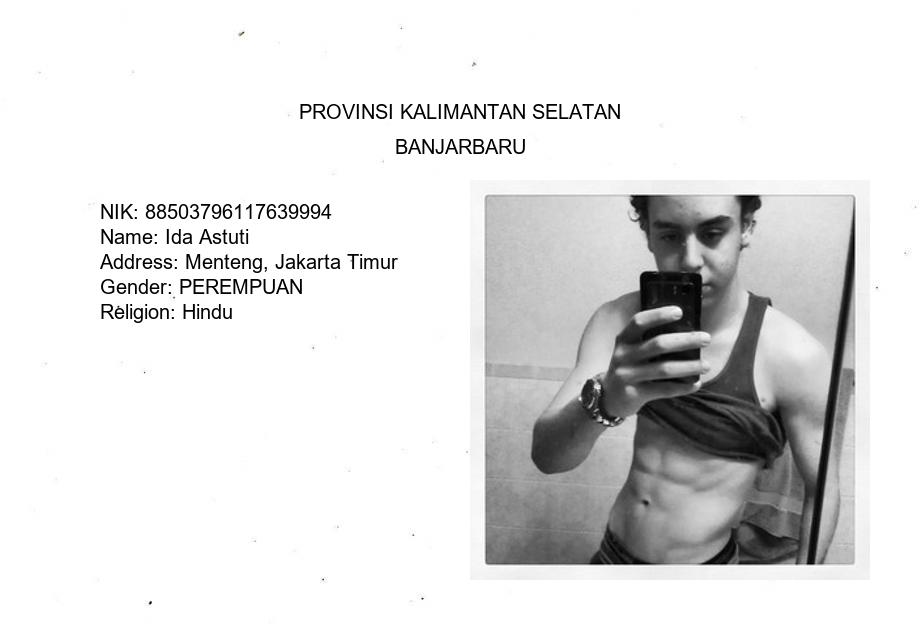 PROVINSI KALIMANTAN SELATAN
BANJARBARU
NIK: 88503796117639994
Name: Ida Astuti
Address: Menteng, Jakarta Timur
Gender: PEREMPUAN
Religion: Hindu